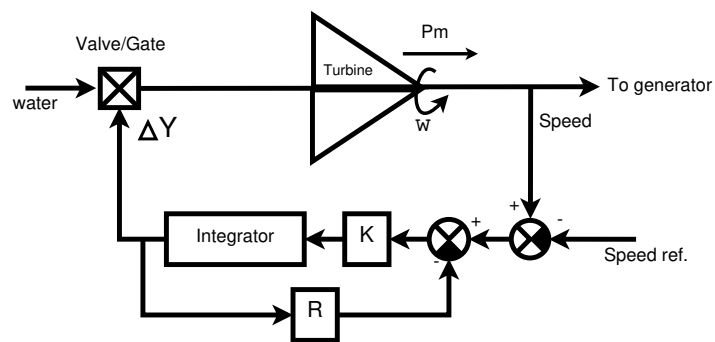 Valve/Gate
Pm
Turbine
water
To generator
w
Speed
ΔY
+
-
+
Integrator
K
-
Speed ref.
R